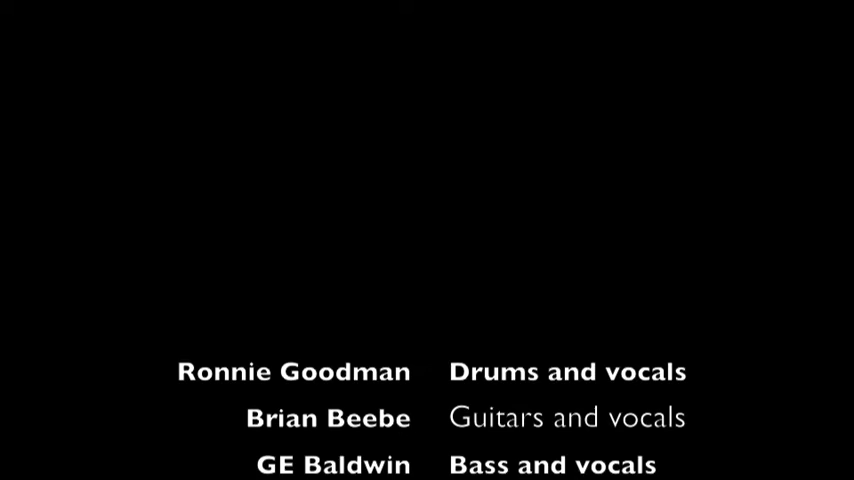 Ronnie Goodman Drums and vocals
Brian Beebe Guitars and vocals
GE Baldwin Bass and vocals